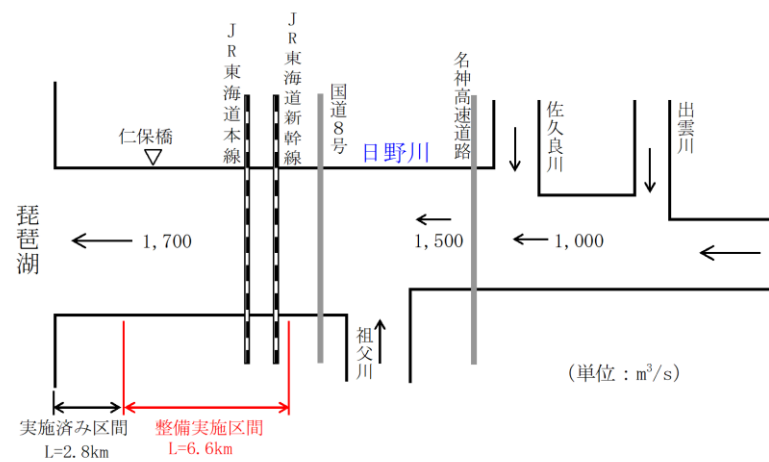 JR東海道本線
JR東海道新幹線
国道8号
名神高速道路
佐久良川
出雲川
仁保橋
日野川
琵琶湖
1,700
1,500
1,000
祖父川
(単位：m³/s)
実施済み区間
L=2.8km
整備実施区間
L=6.6km